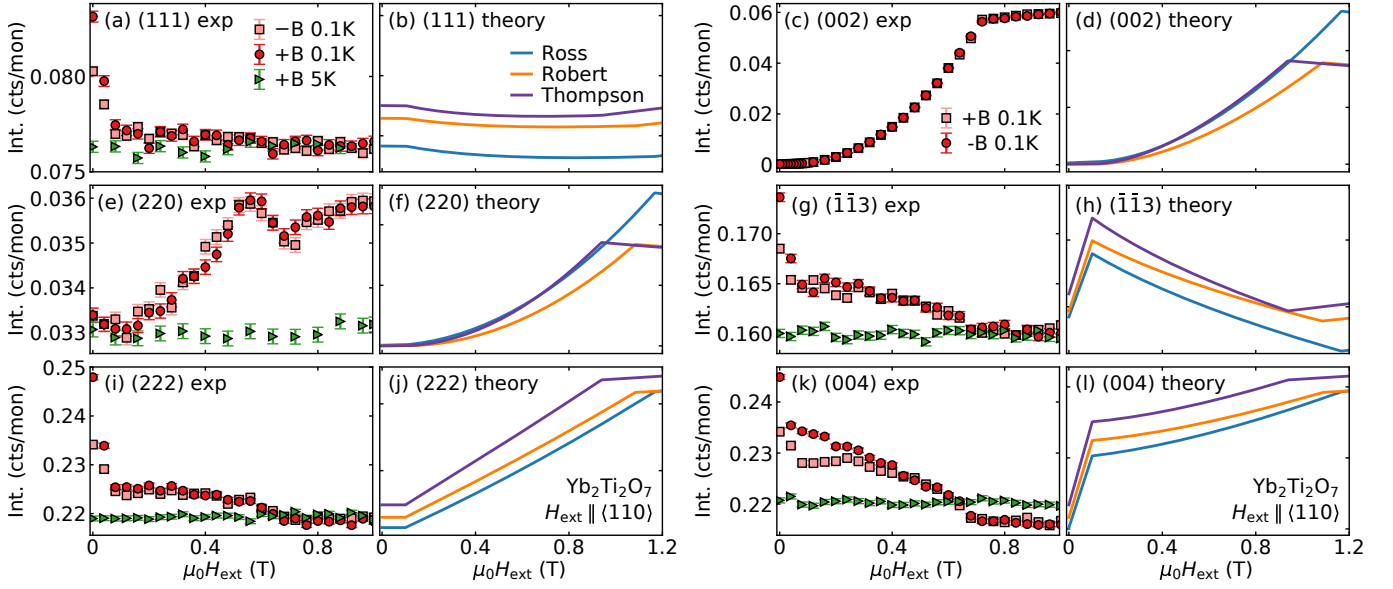 (a) (111) exp
−B 0.1K
+B 0.1K
+B 5K
Int. (cts/mon)
0.080
0.075
(b) (111) theory
Ross
Robert
Thompson
(c) (002) exp
+B 0.1K
-B 0.1K
Int. (cts/mon)
0.06
0.04
0.02
0
(d) (002) theory
(e) (220) exp
Int. (cts/mon)
0.036
0.035
0.034
0.033
(f) (220) theory
(g) (1̄1̄3) exp
Int. (cts/mon)
0.170
0.165
0.160
(h) (1̄1̄3) theory
(i) (222) exp
Int. (cts/mon)
0.25
0.24
0.23
0.22
0 0.4 0.8
μ₀H_ext (T)
(j) (222) theory
Yb₂Ti₂O₇
H_ext ∥ ⟨110⟩
0 0.4 0.8 1.2
μ₀H_ext (T)
(k) (004) exp
Int. (cts/mon)
0.24
0.23
0.22
0 0.4 0.8
μ₀H_ext (T)
(l) (004) theory
Yb₂Ti₂O₇
H_ext ∥ ⟨110⟩
0 0.4 0.8 1.2
μ₀H_ext (T)